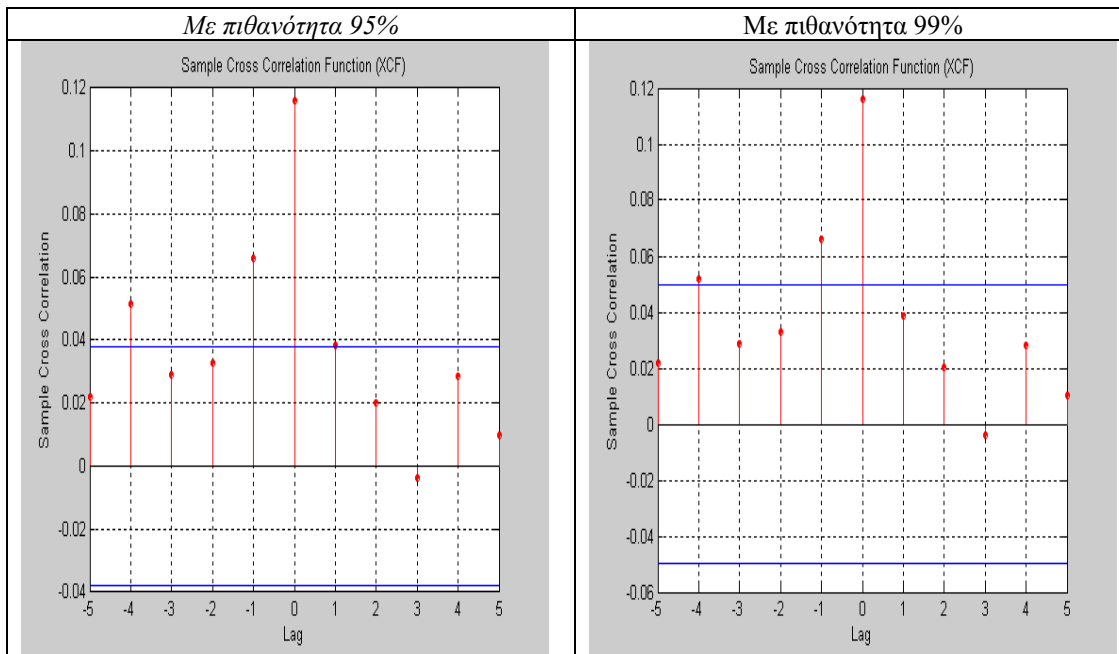 Με πιθανότητα 95%
Με πιθανότητα 99%
Sample Cross Correlation Function (XCF)
0.12
0.1
0.08
0.06
0.04
0.02
0
-0.02
-0.04
Sample Cross Correlation
-5 -4 -3 -2 -1 0 1 2 3 4 5
Lag
Sample Cross Correlation Function (XCF)
0.12
0.1
0.08
0.06
0.04
0.02
0
-0.02
-0.04
-0.06
Sample Cross Correlation
-5 -4 -3 -2 -1 0 1 2 3 4 5
Lag